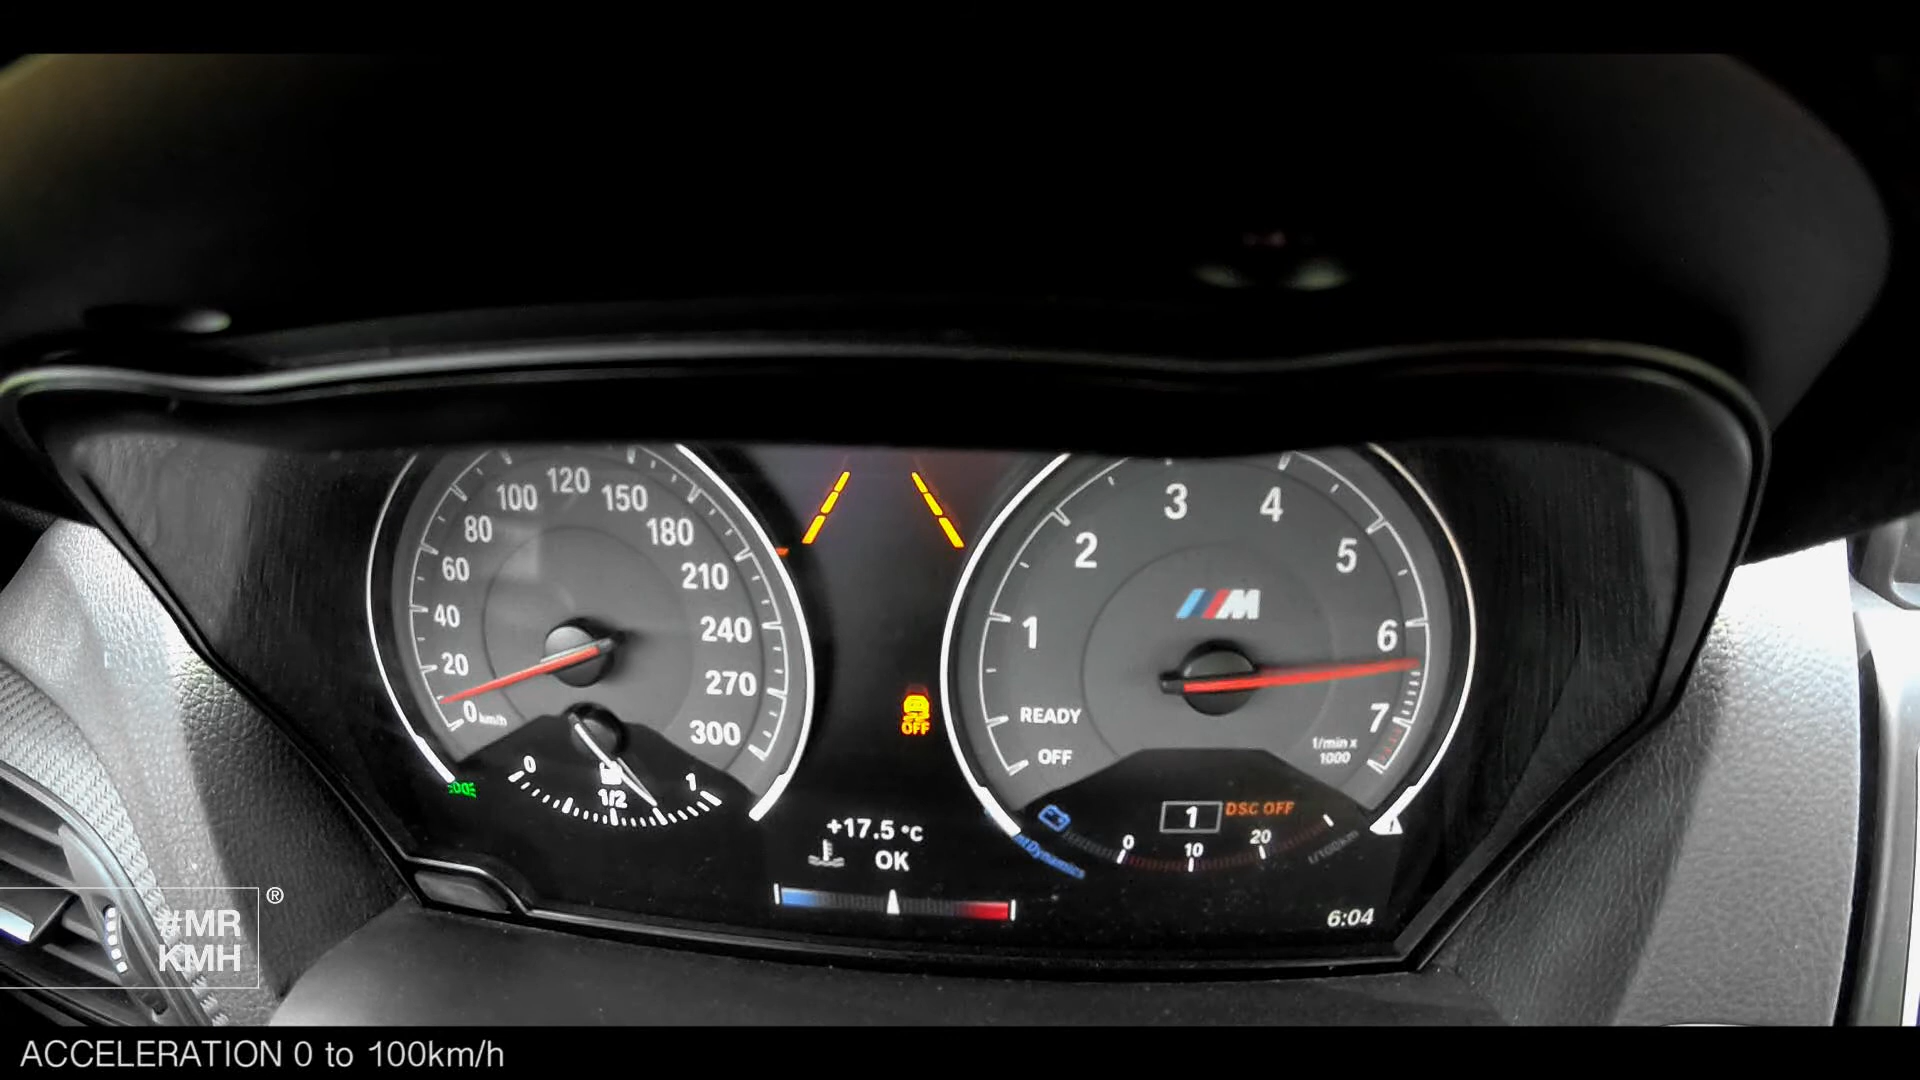 120
100
150
80
180
60
210
40
240
20
270
0 km/h
300
0
1/2
1
OFF
+17.5 °C
OK
3
4
2
5
1
6
READY
7
OFF
1/min x
1000
1
DSC OFF
0
10
20
l/100km
6:04
#MR
KMH
®
ACCELERATION 0 to 100km/h